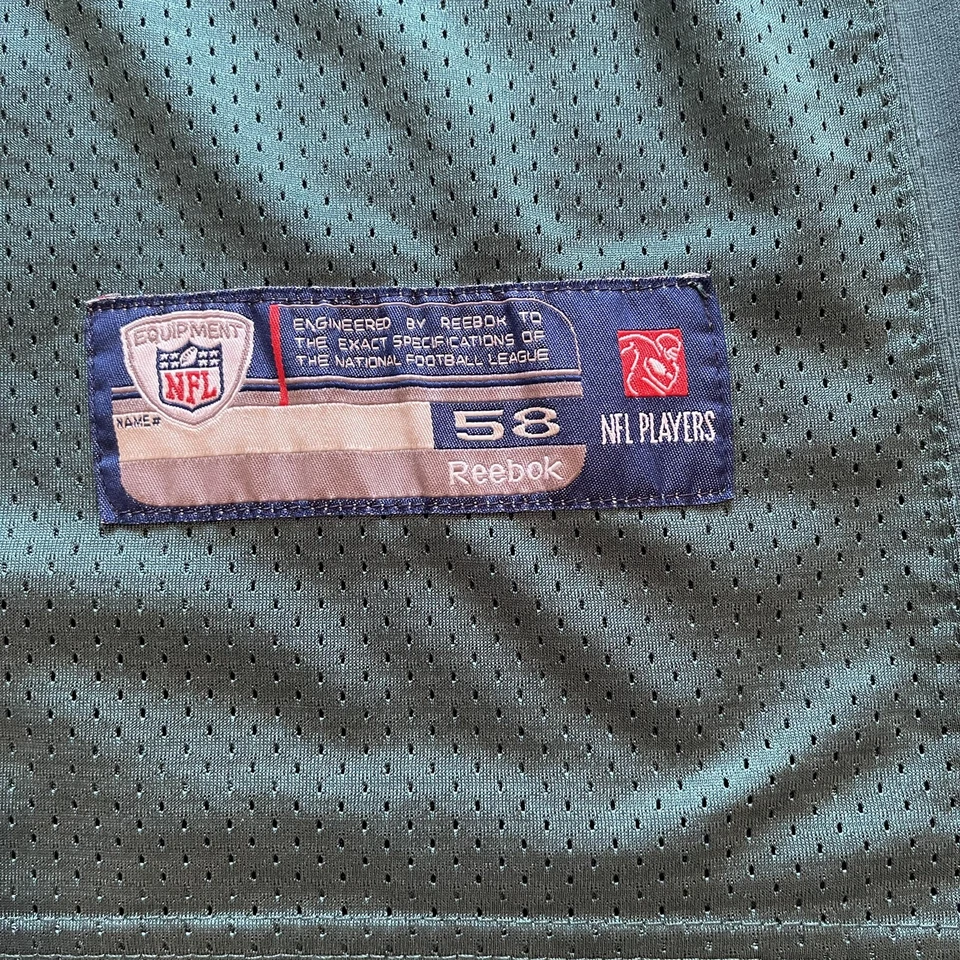 EQUIPMENT
NFL
ENGINEERED BY REEBOK TO
THE EXACT SPECIFICATIONS OF
THE NATIONAL FOOTBALL LEAGUE
NAME#
58
Reebok
NFL PLAYERS